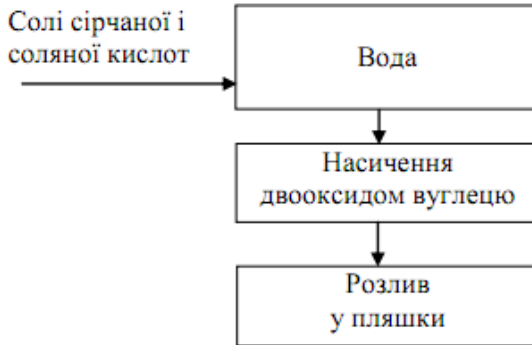 Солі сірчаної і
соляної кислот
Вода
Насичення
двооксидом вуглецю
Розлив
у пляшки